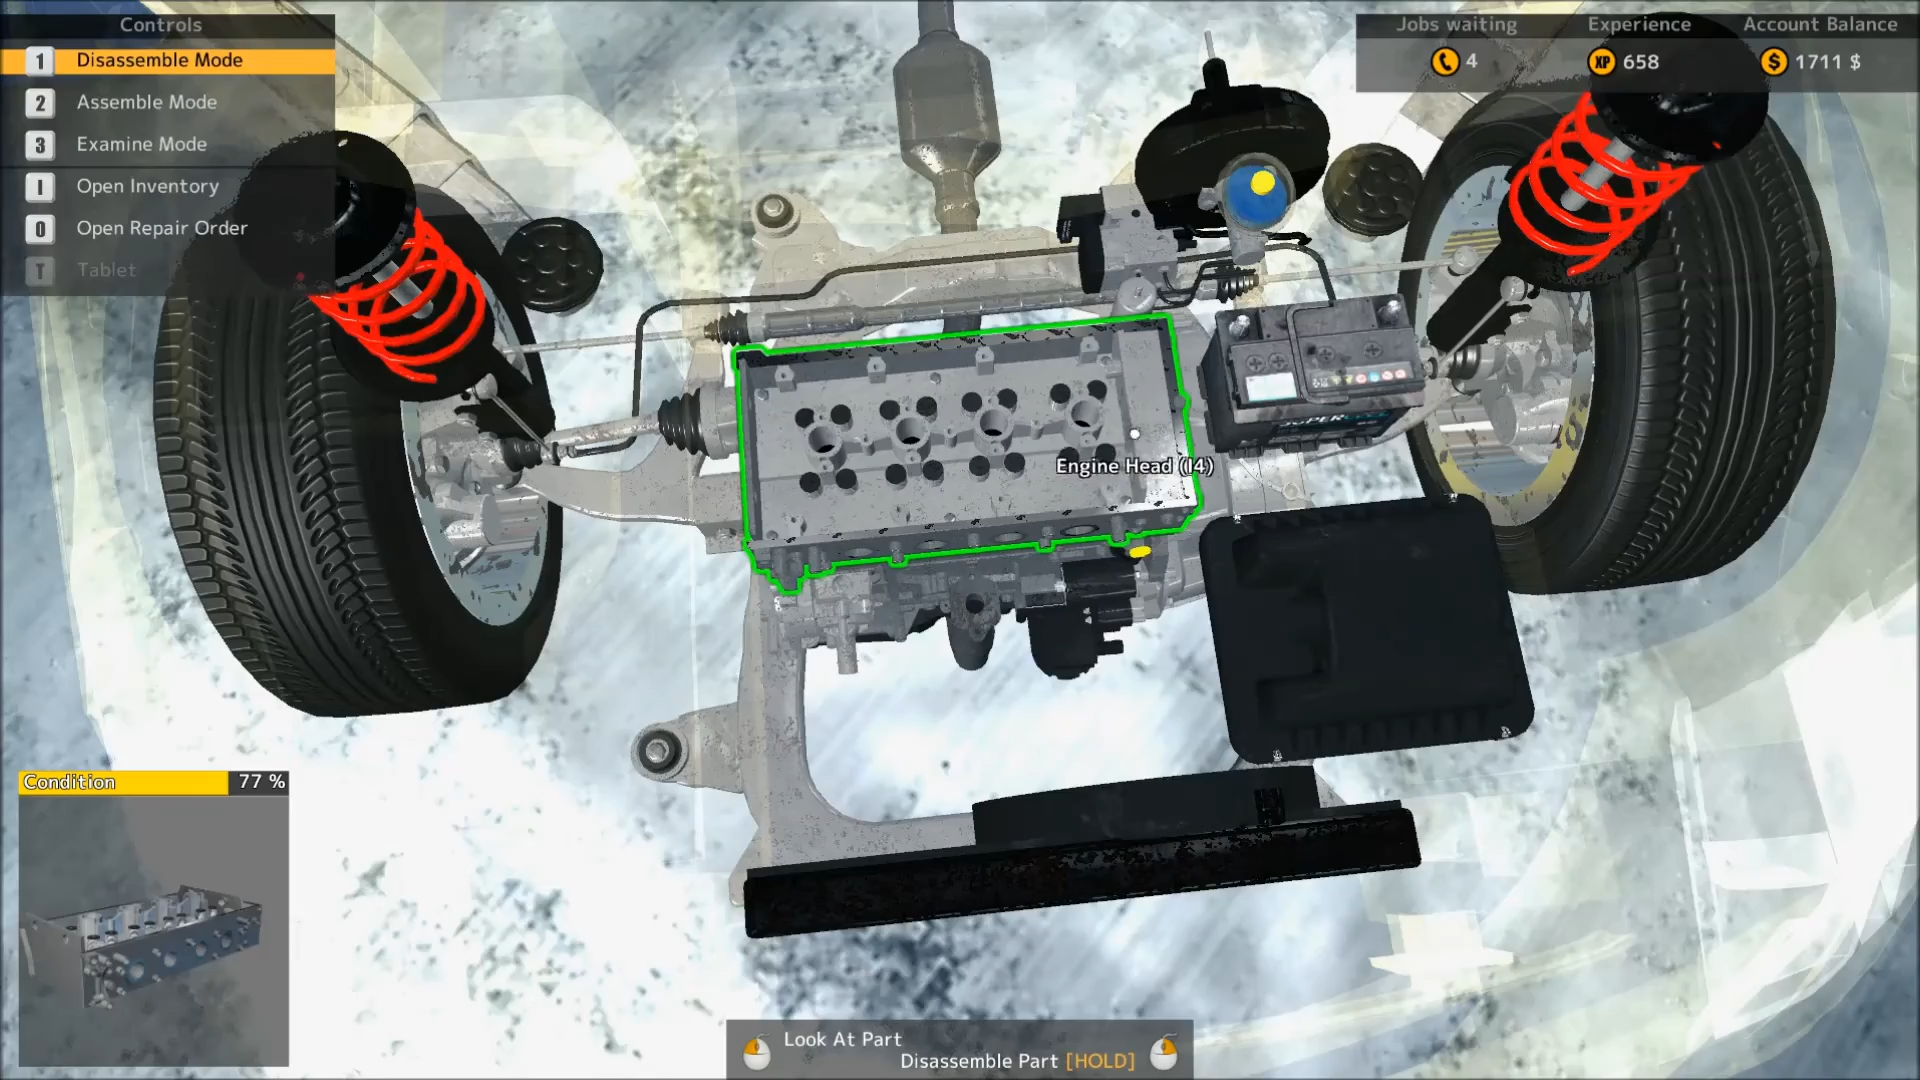 Controls
1 Disassemble Mode
2 Assemble Mode
3 Examine Mode
I Open Inventory
O Open Repair Order
T Tablet
Jobs waiting Experience Account Balance
4 XP 658 $ 1711 $
Engine Head (I4)
Condition 77 %
Look At Part
Disassemble Part [HOLD]